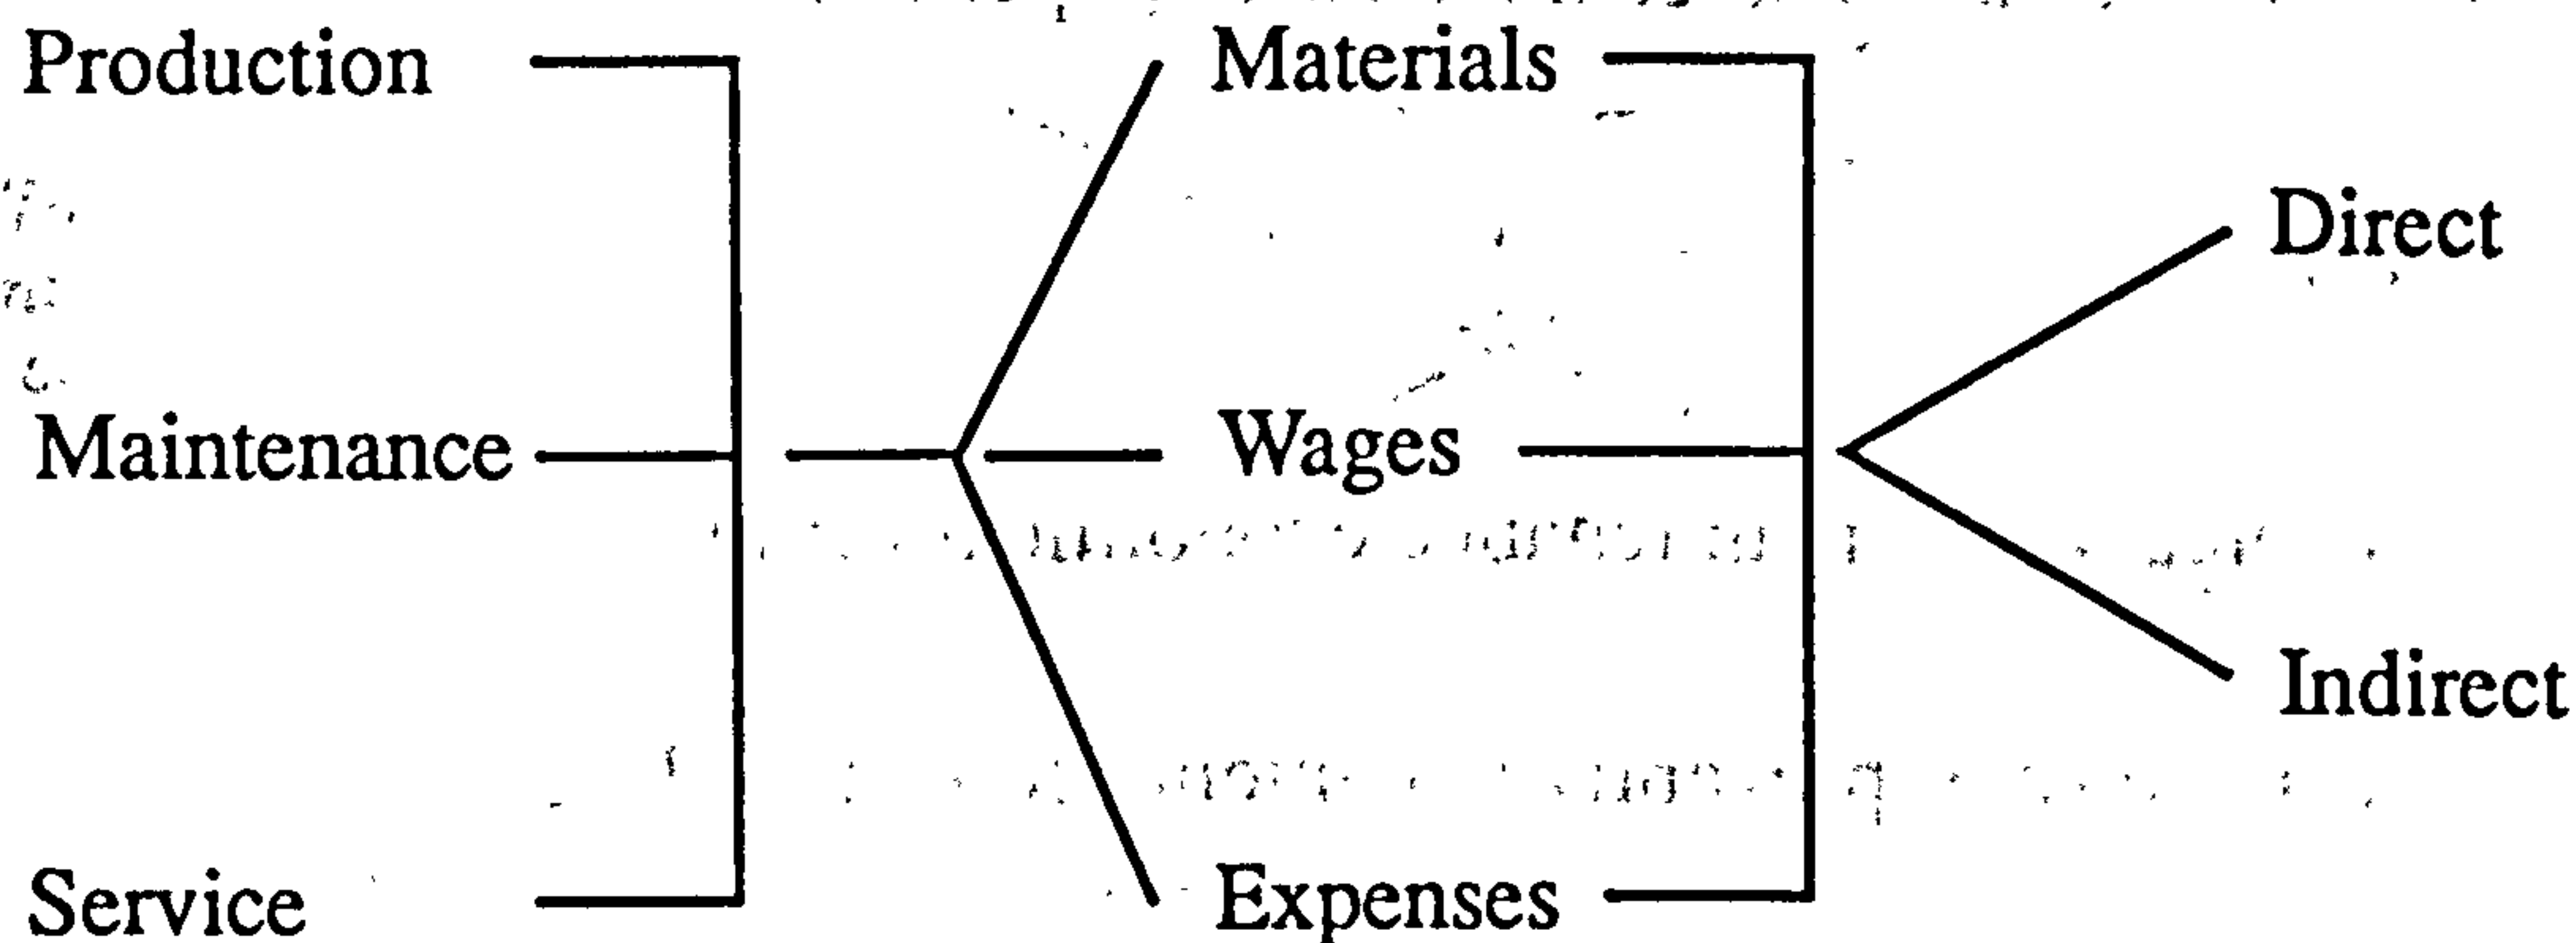 Production
Materials
Direct
Maintenance
Wages
Indirect
Service
Expenses